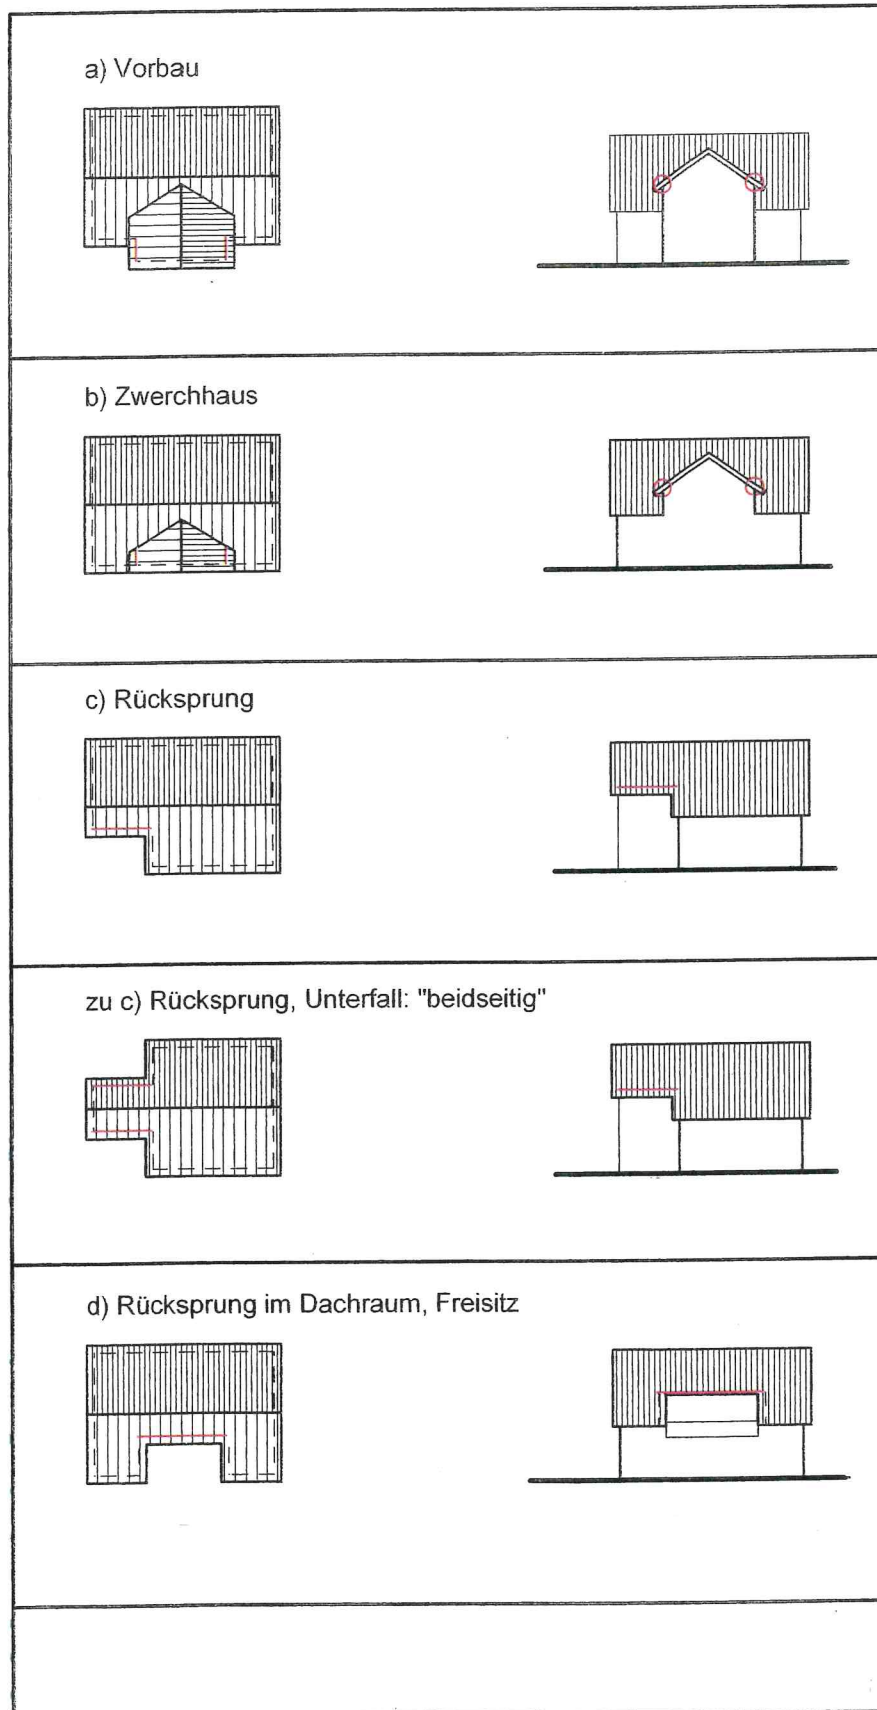 a) Vorbau
b) Zwerchhaus
c) Rücksprung
zu c) Rücksprung, Unterfall: "beidseitig"
d) Rücksprung im Dachraum, Freisitz